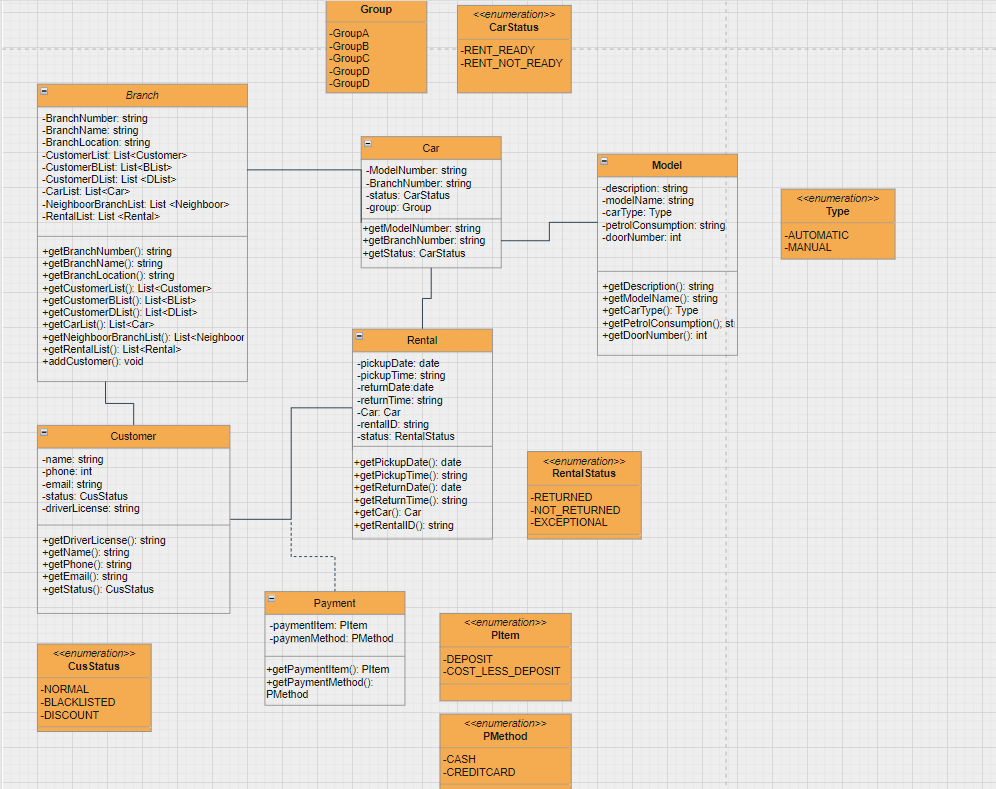 Group
-GroupA
-GroupB
-GroupC
-GroupD
-GroupD
<<enumeration>>
CarStatus
-RENT_READY
-RENT_NOT_READY
Branch
-BranchNumber: string
-BranchName: string
-BranchLocation: string
-CustomerList: List<Customer>
-CustomerBList: List<BList>
-CustomerDList: List <DList>
-CarList: List<Car>
-NeighboorBranchList: List <Neighboor>
-RentalList: List <Rental>
+getBranchNumber(): string
+getBranchName(): string
+getBranchLocation(): string
+getCustomerList(): List<Customer>
+getCustomerBList(): List<BList>
+getCustomerDList(): List<DList>
+getCarList(): List<Car>
+getNeighboorBranchList(): List<Neighboor
+getRentalList(): List<Rental>
+addCustomer(): void
Car
-ModelNumber: string
-BranchNumber: string
-status: CarStatus
-group: Group
+getModelNumber: string
+getBranchNumber: string
+getStatus: CarStatus
Model
-description: string
-modelName: string
-carType: Type
-petrolConsumption: string
-doorNumber: int
+getDescription(): string
+getModelName(): string
+getCarType(): Type
+getPetrolConsumption(): st
+getDoorNumber(): int
<<enumeration>>
Type
-AUTOMATIC
-MANUAL
Rental
-pickupDate: date
-pickupTime: string
-returnDate:date
-returnTime: string
-Car: Car
-rentalID: string
-status: RentalStatus
+getPickupDate(): date
+getPickupTime(): string
+getReturnDate(): date
+getReturnTime(): string
+getCar(): Car
+getRentalID(): string
Customer
-name: string
-phone: int
-email: string
-status: CusStatus
-driverLicense: string
+getDriverLicense(): string
+getName(): string
+getPhone(): string
+getEmail(): string
+getStatus(): CusStatus
<<enumeration>>
RentalStatus
-RETURNED
-NOT_RETURNED
-EXCEPTIONAL
Payment
-paymentItem: PItem
-paymenMethod: PMethod
+getPaymentItem(): PItem
+getPaymentMethod():
PMethod
<<enumeration>>
PItem
-DEPOSIT
-COST_LESS_DEPOSIT
<<enumeration>>
CusStatus
-NORMAL
-BLACKLISTED
-DISCOUNT
<<enumeration>>
PMethod
-CASH
-CREDITCARD